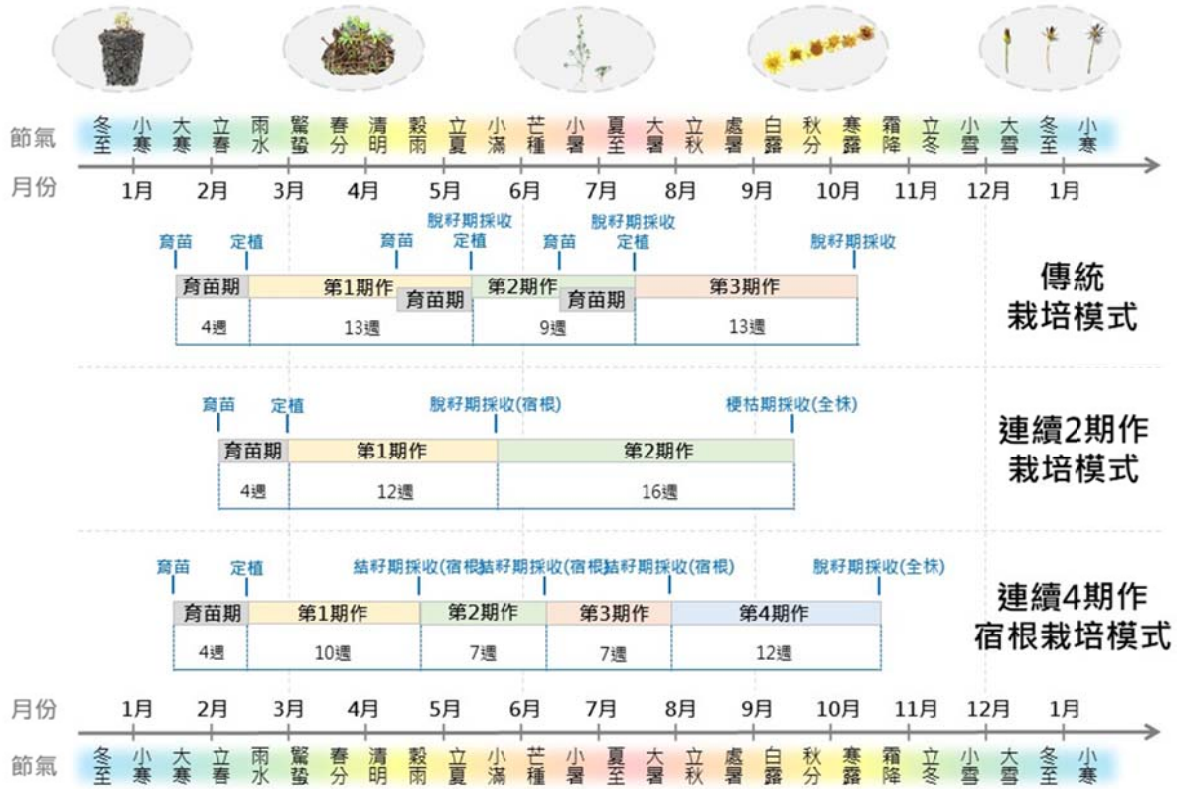 節氣 冬至 小寒 大寒 立春 雨水 驚蟄 春分 清明 穀雨 立夏 小滿 芒種 小暑 夏至 大暑 立秋 處暑 白露 秋分 寒露 霜降 立冬 小雪 大雪 冬至 小寒
月份 1月 2月 3月 4月 5月 6月 7月 8月 9月 10月 11月 12月 1月
脫籽期採收 脫籽期採收
育苗 定植 育苗 定植 育苗 定植 脫籽期採收
育苗期 第1期作 第2期作 第3期作
育苗期 育苗期
4週 13週 9週 13週
傳統
栽培模式
育苗 定植 脫籽期採收(宿根) 梗枯期採收(全株)
育苗期 第1期作 第2期作
4週 12週 16週
連續2期作
栽培模式
育苗 定植 結籽期採收(宿根) 結籽期採收(宿根) 結籽期採收(宿根) 脫籽期採收(全株)
育苗期 第1期作 第2期作 第3期作 第4期作
4週 10週 7週 7週 12週
連續4期作
宿根栽培模式
月份 1月 2月 3月 4月 5月 6月 7月 8月 9月 10月 11月 12月 1月
節氣 冬至 小寒 大寒 立春 雨水 驚蟄 春分 清明 穀雨 立夏 小滿 芒種 小暑 夏至 大暑 立秋 處暑 白露 秋分 寒露 霜降 立冬 小雪 大雪 冬至 小寒